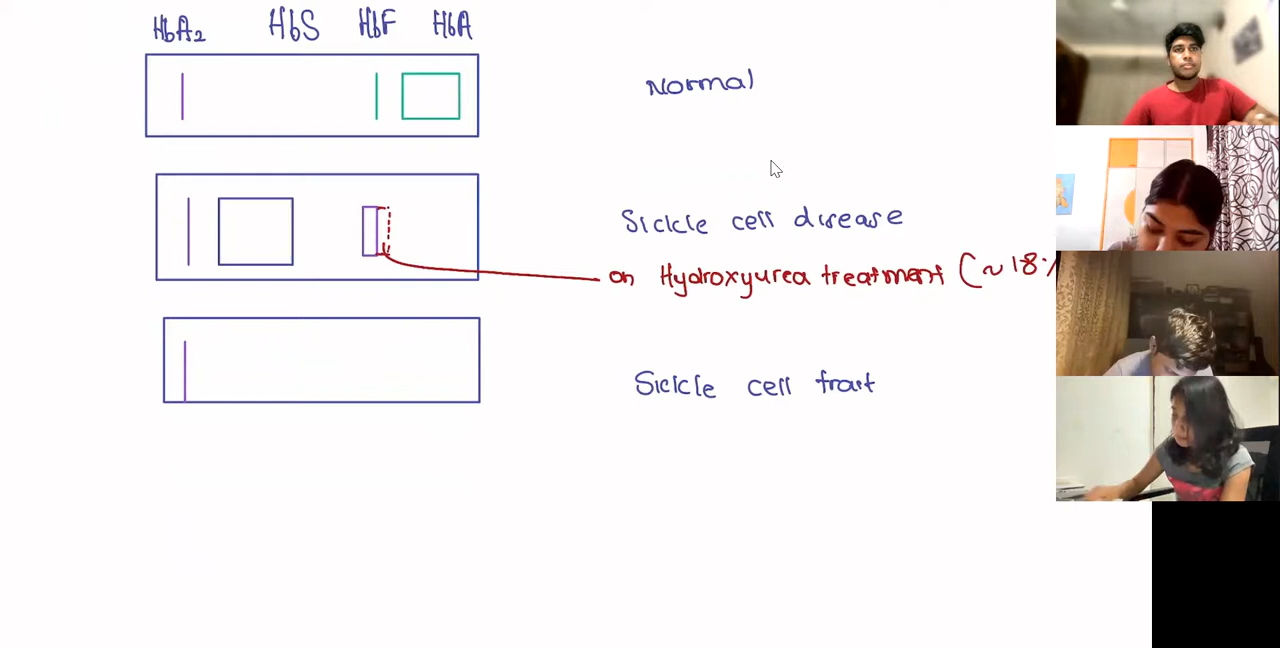 HbA₂ HbS HbF HbA
Normal
Sickle cell disease
on Hydroxyurea treatment (~18%
Sickle cell trait